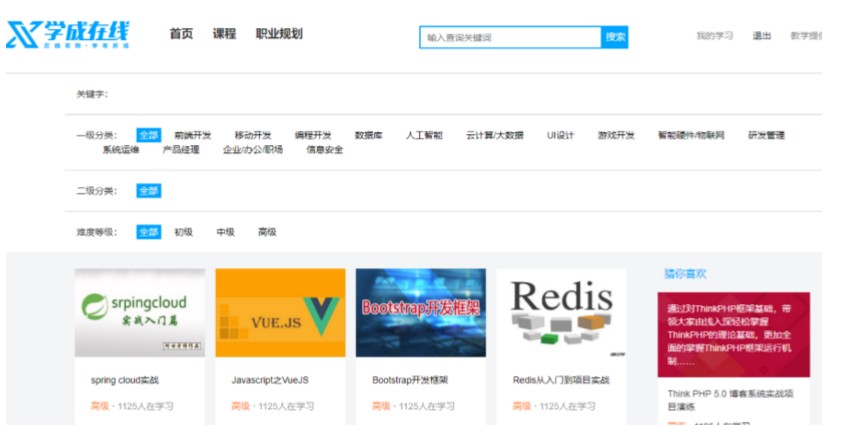 学成在线
首页 课程 职业规划
输入查询关键词 搜索
我的学习 退出
关键字：
一级分类： 全部 前端开发 移动开发 编程开发 数据库 人工智能 云计算/大数据 UI设计 游戏开发 智能硬件/物联网 研发管理
系统运维 产品经理 企业/办公/职场 信息安全
二级分类： 全部
难度等级： 全部 初级 中级 高级
猜你喜欢
srpingcloud
实战入门篇
VUE.JS
Bootstrap开发框架
Redis
通过对ThinkPHP框架基础，带
领大家由浅入深轻松掌握
ThinkPHP的理论基础，更加全
面的掌握ThinkPHP框架运行机
制……
spring cloud实战
Javascript之VueJS
Bootstrap开发框架
Redis从入门到项目实战
高级 · 1125人在学习
高级 · 1125人在学习
高级 · 1125人在学习
高级 · 1125人在学习
Think PHP 5.0 博客系统实战项
目演练